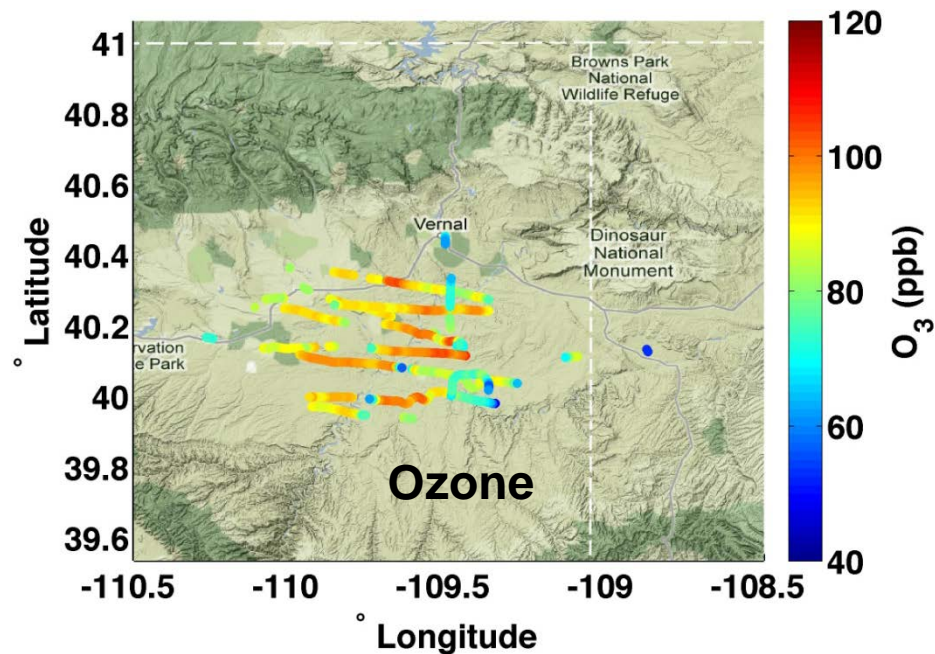 41
40.8
40.6
40.4
40.2
40
39.8
39.6
° Latitude
-110.5
-110
-109.5
-109
-108.5
° Longitude
Browns Park
National
Wildlife Refuge
Vernal
Dinosaur
National
Monument
rvation
e Park
Ozone
120
100
80
60
40
O3 (ppb)